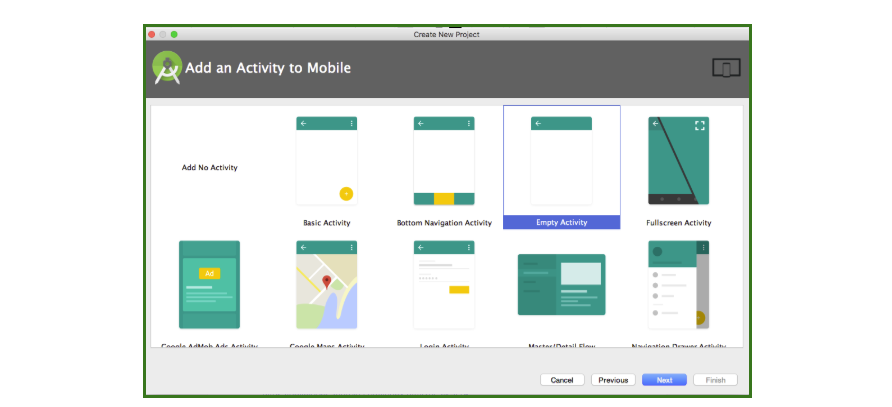 Create New Project
Add an Activity to Mobile
Add No Activity
Basic Activity
Bottom Navigation Activity
Empty Activity
Fullscreen Activity
Ad
Google AdMob Ads Activity
Google Maps Activity
Login Activity
Master/Detail Flow
Navigation Drawer Activity
Cancel
Previous
Next
Finish